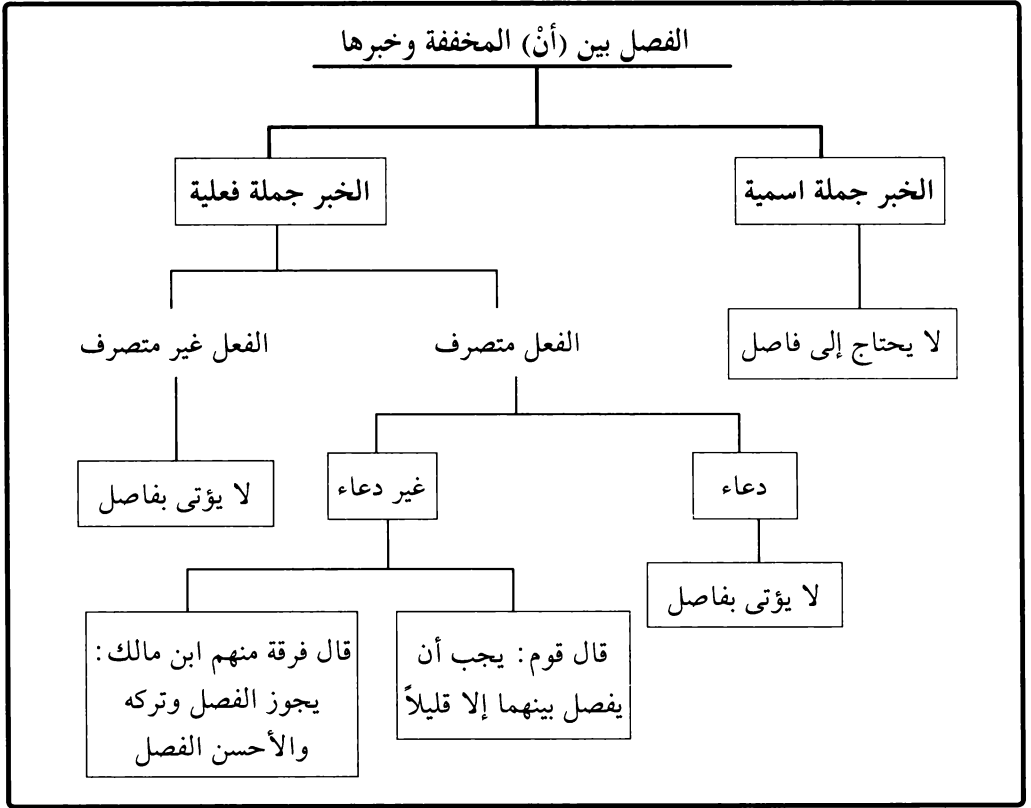 الفصل بين (أنْ) المخففة وخبرها
الخبر جملة اسمية
الخبر جملة فعلية
لا يحتاج إلى فاصل
الفعل متصرف
الفعل غير متصرف
دعاء
غير دعاء
لا يؤتى بفاصل
لا يؤتى بفاصل
قال قوم: يجب أن
يفصل بينهما إلا قليلاً
قال فرقة منهم ابن مالك:
يجوز الفصل وتركه
والأحسن الفصل